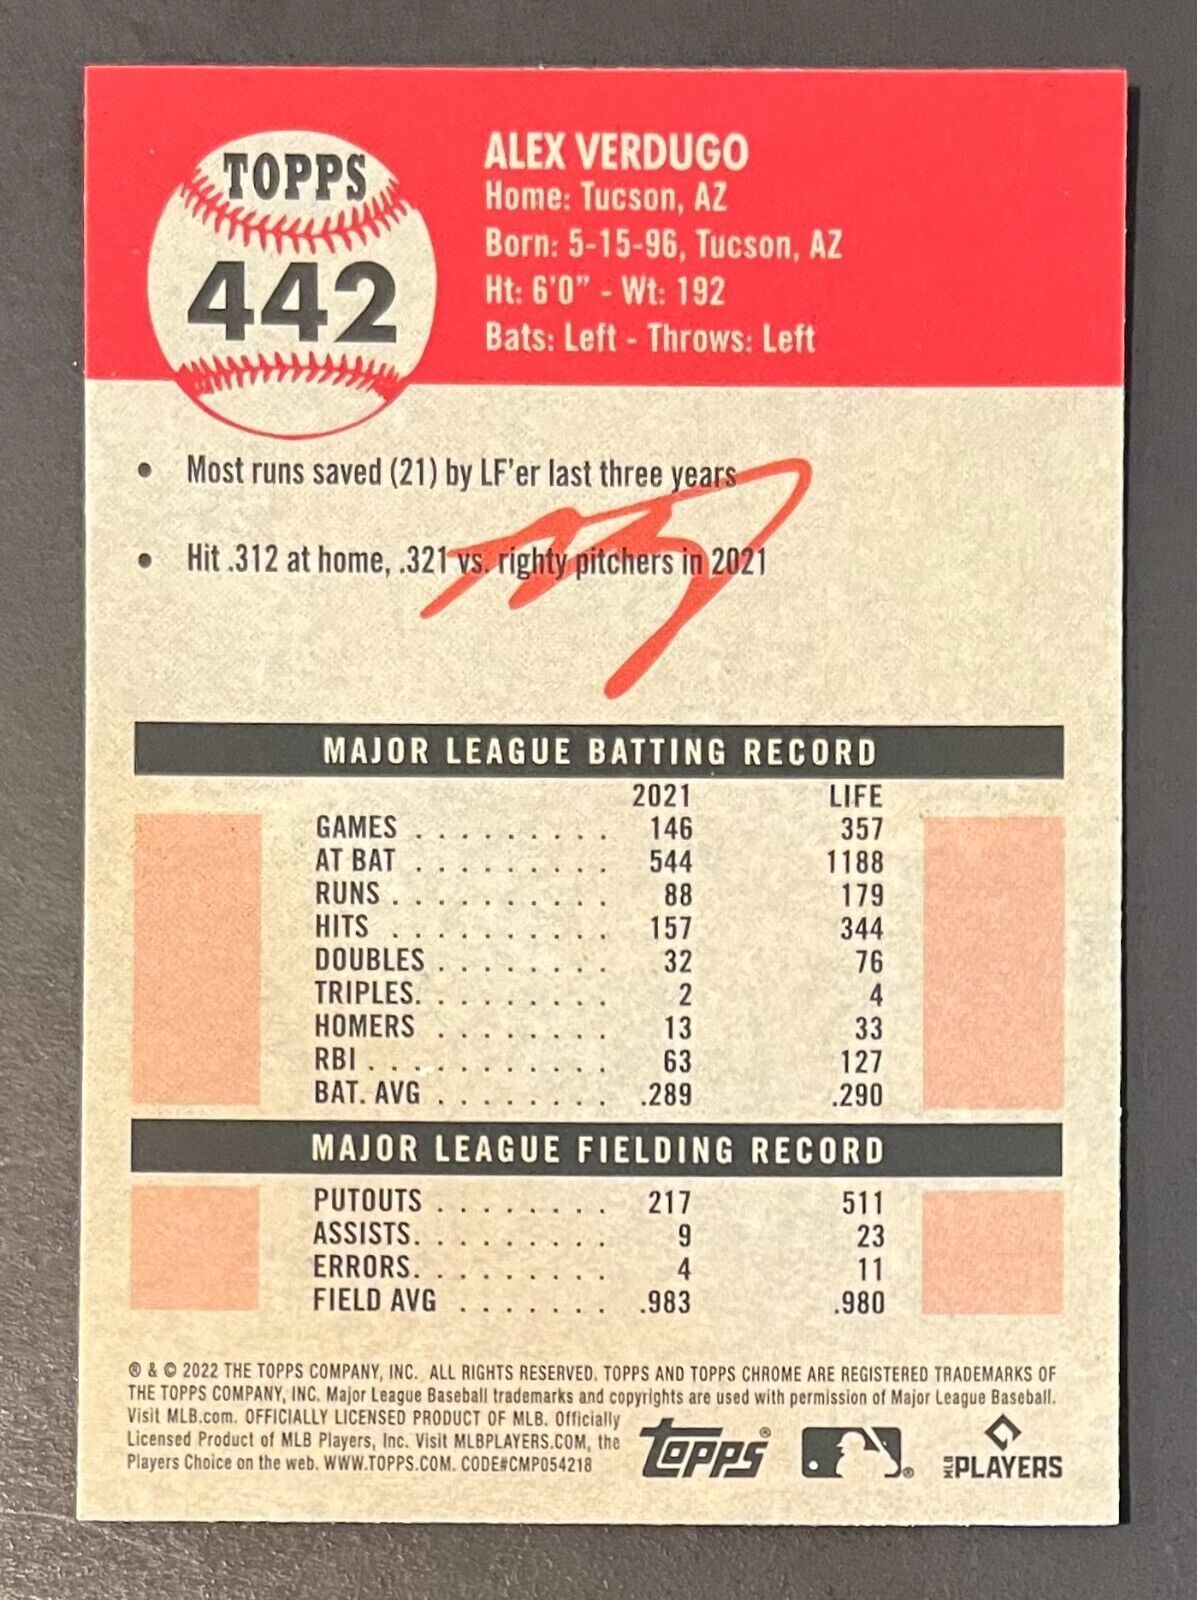 TOPPS
442
ALEX VERDUGO
Home: Tucson, AZ
Born: 5-15-96, Tucson, AZ
Ht: 6'0" - Wt: 192
Bats: Left - Throws: Left
• Most runs saved (21) by LF'er last three years
• Hit .312 at home, .321 vs. righty pitchers in 2021
MAJOR LEAGUE BATTING RECORD
2021 LIFE
GAMES . . . . . . . . . 146 357
AT BAT . . . . . . . . . 544 1188
RUNS . . . . . . . . . . 88 179
HITS . . . . . . . . . . 157 344
DOUBLES . . . . . . . . 32 76
TRIPLES. . . . . . . . . 2 4
HOMERS . . . . . . . . 13 33
RBI . . . . . . . . . . . 63 127
BAT. AVG . . . . . . . . .289 .290
MAJOR LEAGUE FIELDING RECORD
PUTOUTS . . . . . . . . 217 511
ASSISTS. . . . . . . . . 9 23
ERRORS. . . . . . . . . 4 11
FIELD AVG . . . . . . . .983 .980
® & © 2022 THE TOPPS COMPANY, INC. ALL RIGHTS RESERVED. TOPPS AND TOPPS CHROME ARE REGISTERED TRADEMARKS OF
THE TOPPS COMPANY, INC. Major League Baseball trademarks and copyrights are used with permission of Major League Baseball.
Visit MLB.com. OFFICIALLY LICENSED PRODUCT OF MLB. Officially
Licensed Product of MLB Players, Inc. Visit MLBPLAYERS.COM, the
Players Choice on the web. WWW.TOPPS.COM. CODE#CMP054218
topps®
®
MLB PLAYERS